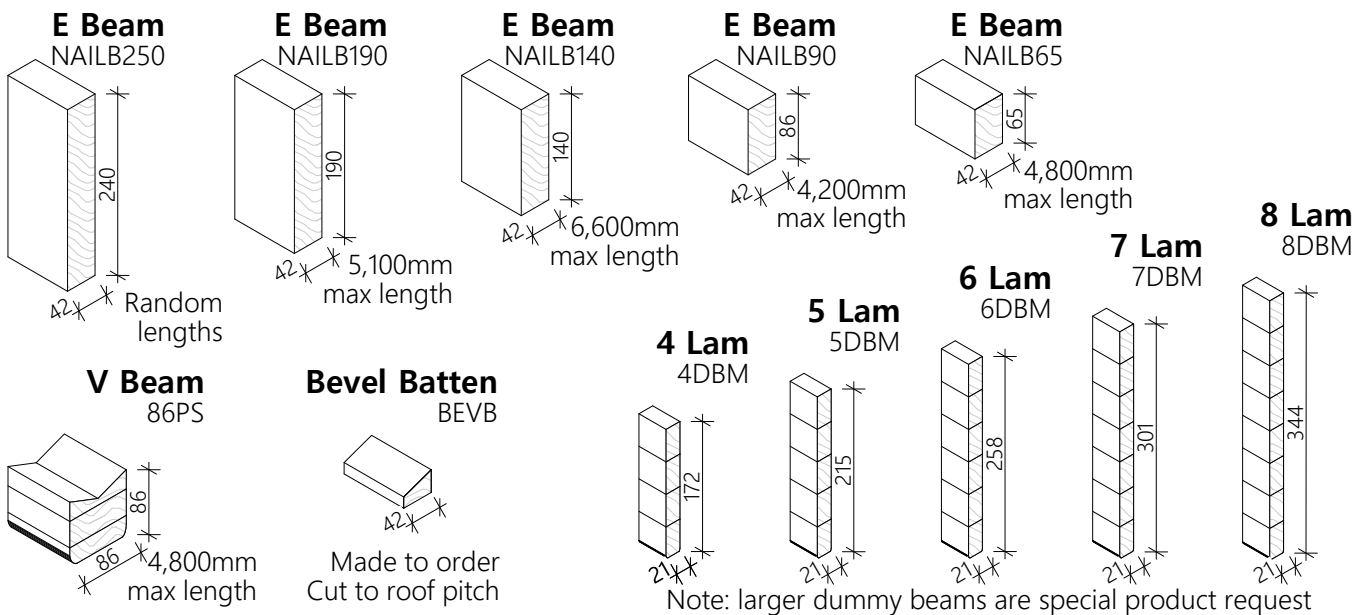 E Beam
NAILB250
240
42
Random
lengths
E Beam
NAILB190
190
42
5,100mm
max length
E Beam
NAILB140
140
42
6,600mm
max length
E Beam
NAILB90
86
42
4,200mm
max length
E Beam
NAILB65
65
42
4,800mm
max length
V Beam
86PS
86
86
4,800mm
max length
Bevel Batten
BEVB
42
Made to order
Cut to roof pitch
4 Lam
4DBM
172
21
5 Lam
5DBM
215
21
6 Lam
6DBM
258
21
7 Lam
7DBM
301
21
8 Lam
8DBM
344
21
Note: larger dummy beams are special product request